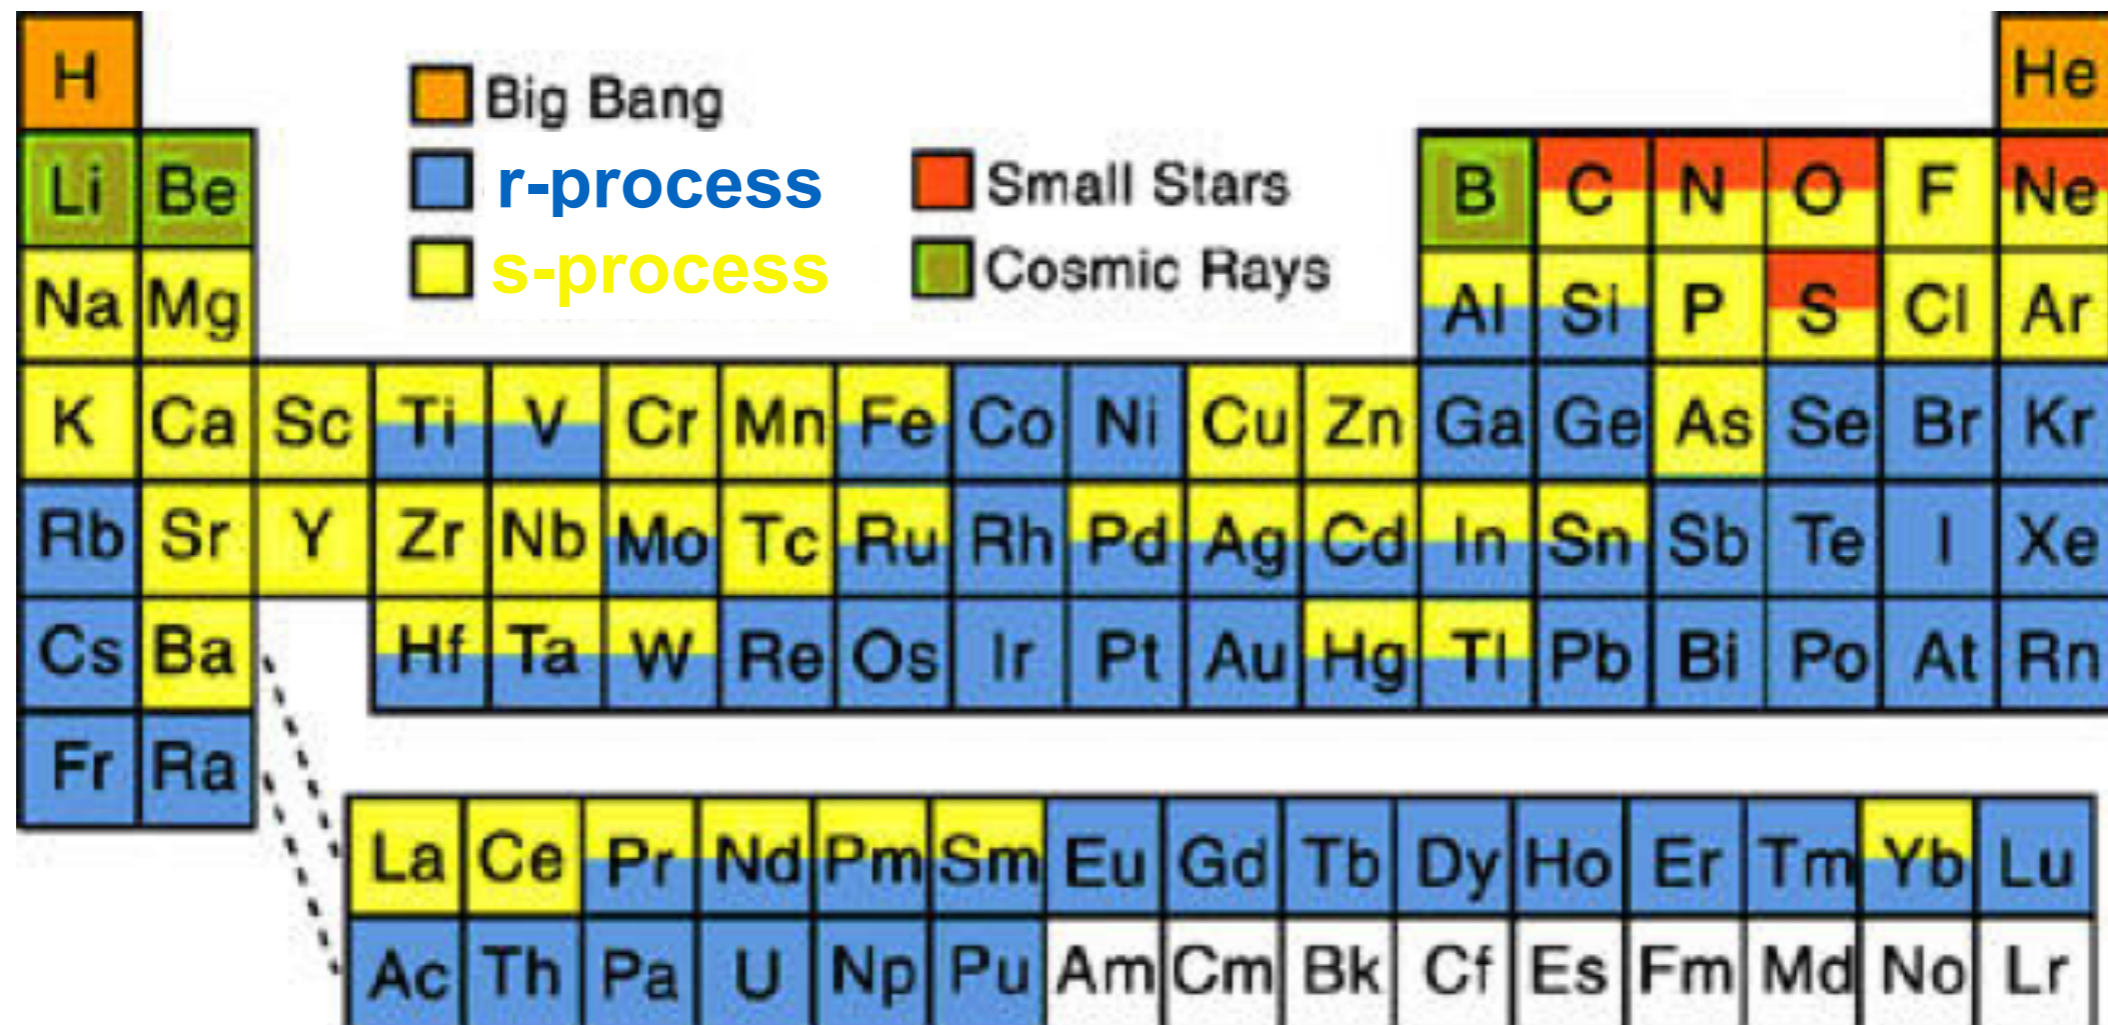 H He
Big Bang
r-process Small Stars
s-process Cosmic Rays
Li Be B C N O F Ne
Na Mg Al Si P S Cl Ar
K Ca Sc Ti V Cr Mn Fe Co Ni Cu Zn Ga Ge As Se Br Kr
Rb Sr Y Zr Nb Mo Tc Ru Rh Pd Ag Cd In Sn Sb Te I Xe
Cs Ba Hf Ta W Re Os Ir Pt Au Hg Tl Pb Bi Po At Rn
Fr Ra
La Ce Pr Nd Pm Sm Eu Gd Tb Dy Ho Er Tm Yb Lu
Ac Th Pa U Np Pu Am Cm Bk Cf Es Fm Md No Lr